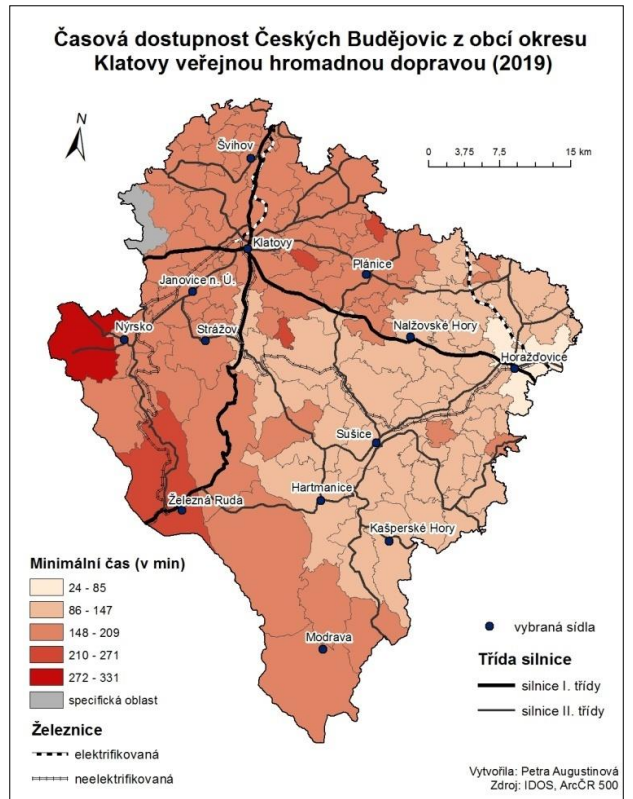 Časová dostupnost Českých Budějovic z obcí okresu
Klatovy veřejnou hromadnou dopravou (2019)
N
0 3,75 7,5 15 km
Švihov
Klatovy
Plánice
Janovice n. Ú.
Nýrsko
Strážov
Nalžovské Hory
Horažďovice
Sušice
Hartmanice
Železná Ruda
Kašperské Hory
Modrava
Minimální čas (v min)
24 - 85
86 - 147
148 - 209
210 - 271
272 - 331
specifická oblast
Železnice
elektrifikovaná
neelektrifikovaná
vybraná sídla
Třída silnice
silnice I. třídy
silnice II. třídy
Vytvořila: Petra Augustinová
Zdroj: IDOS, ArcČR 500